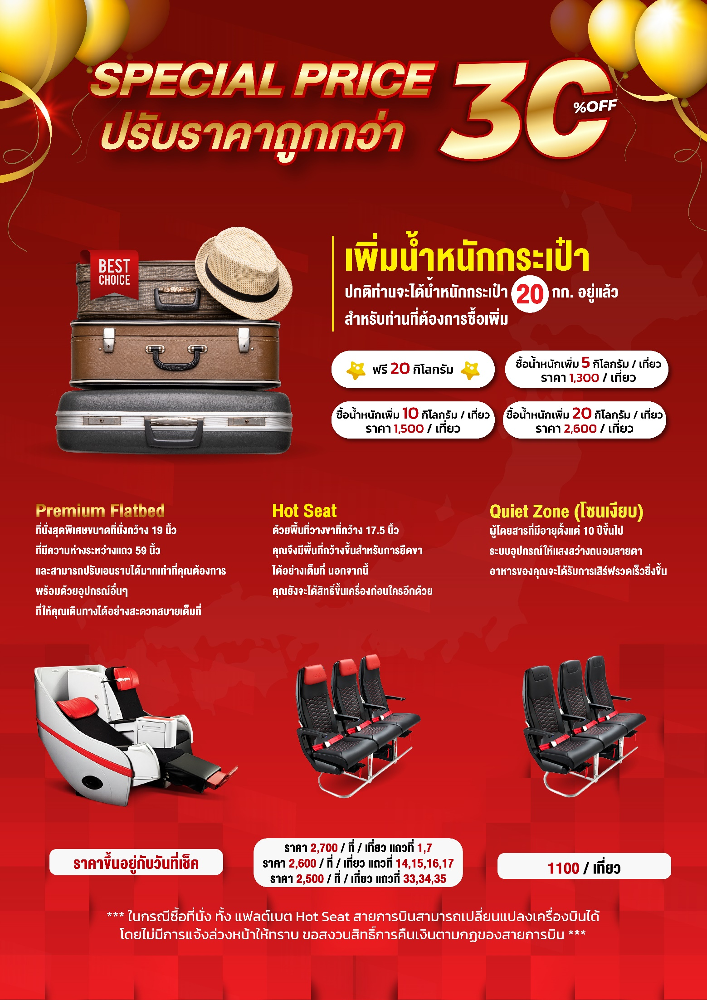 SPECIAL PRICE
ปรับราคาถูกกว่า
30
%OFF
BEST
CHOICE
เพิ่มน้ำหนักกระเป๋า
ปกติท่านจะได้น้ำหนักกระเป๋า 20 กก. อยู่แล้ว
สำหรับท่านที่ต้องการซื้อเพิ่ม
ฟรี 20 กิโลกรัม
ซื้อน้ำหนักเพิ่ม 5 กิโลกรัม / เที่ยว
ราคา 1,300 / เที่ยว
ซื้อน้ำหนักเพิ่ม 10 กิโลกรัม / เที่ยว
ราคา 1,500 / เที่ยว
ซื้อน้ำหนักเพิ่ม 20 กิโลกรัม / เที่ยว
ราคา 2,600 / เที่ยว
Premium Flatbed
ที่นั่งสุดพิเศษขนาดที่นั่งกว้าง 19 นิ้ว
ที่มีความห่างระหว่างแถว 59 นิ้ว
และสามารถปรับเอนราบได้มากเท่าที่คุณต้องการ
พร้อมด้วยอุปกรณ์อื่นๆ
ที่ให้คุณเดินทางได้อย่างสะดวกสบายเต็มที่
Hot Seat
ด้วยพื้นที่วางขาที่กว้าง 17.5 นิ้ว
คุณจึงมีพื้นที่กว้างขึ้นสำหรับการยืดขา
ได้อย่างเต็มที่ นอกจากนี้
คุณยังจะได้สิทธิ์ขึ้นเครื่องก่อนใครอีกด้วย
Quiet Zone (โซนเงียบ)
ผู้โดยสารที่มีอายุตั้งแต่ 10 ปีขึ้นไป
ระบบอุปกรณ์ให้แสงสว่างถนอมสายตา
อาหารของคุณจะได้รับการเสิร์ฟรวดเร็วยิ่งขึ้น
ราคาขึ้นอยู่กับวันที่เช็ค
ราคา 2,700 / ที่ / เที่ยว แถวที่ 1,7
ราคา 2,600 / ที่ / เที่ยว แถวที่ 14,15,16,17
ราคา 2,500 / ที่ / เที่ยว แถวที่ 33,34,35
1100 / เที่ยว
*** ในกรณีซื้อที่นั่ง ทั้ง แฟลต์เบต Hot Seat สายการบินสามารถเปลี่ยนแปลงเครื่องบินได้
โดยไม่มีการแจ้งล่วงหน้าให้ทราบ ขอสงวนสิทธิ์การคืนเงินตามกฏของสายการบิน ***